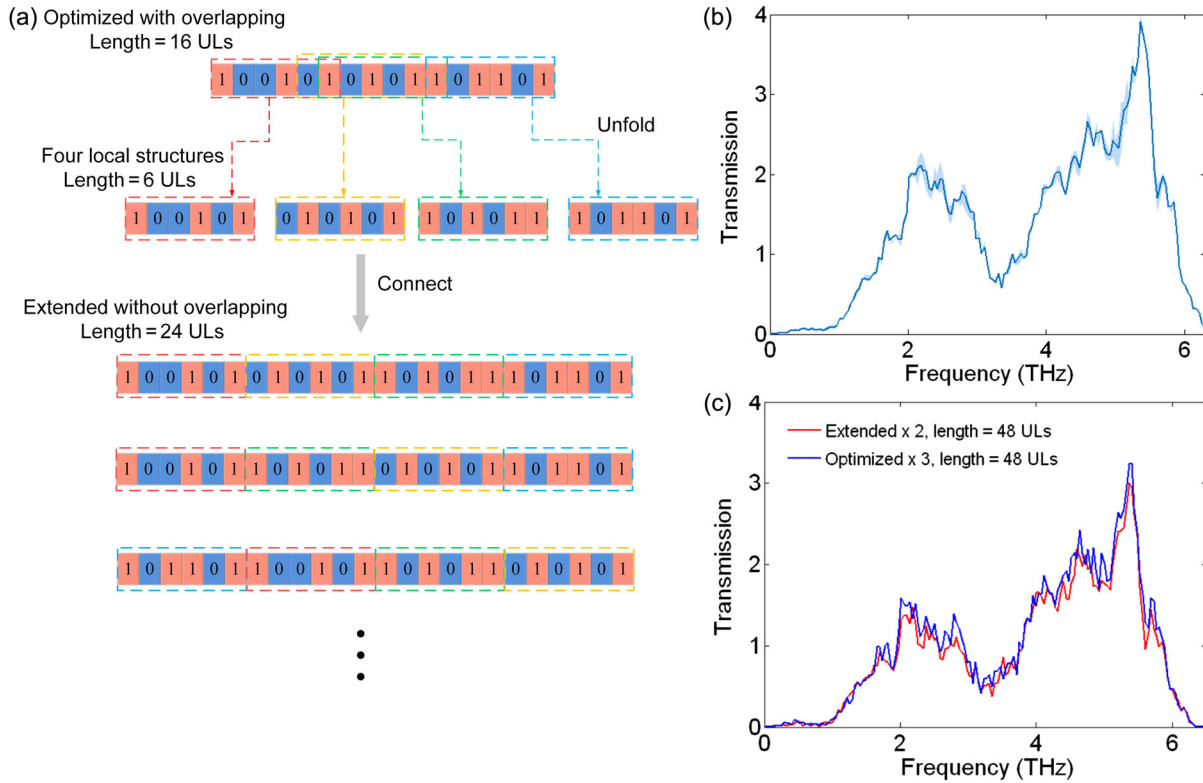 (a)
Optimized with overlapping
Length = 16 ULs
1 0 0 1 0 1 0 1 0 1 1 0 1 1 0 1
Unfold
Four local structures
Length = 6 ULs
1 0 0 1 0 1
0 1 0 1 0 1
1 0 1 0 1 1
1 0 1 1 0 1
Connect
Extended without overlapping
Length = 24 ULs
1 0 0 1 0 1 0 1 0 1 0 1 1 0 1 0 1 1 1 0 1 1 0 1
1 0 0 1 0 1 1 0 1 0 1 1 0 1 0 1 0 1 1 0 1 1 0 1
1 0 1 1 0 1 1 0 0 1 0 1 1 0 1 0 1 1 0 1 0 1 0 1
(b)
Transmission
4
3
2
1
0
0 2 4 6
Frequency (THz)
(c)
Transmission
4
3
2
1
0
Extended x 2, length = 48 ULs
Optimized x 3, length = 48 ULs
0 2 4 6
Frequency (THz)